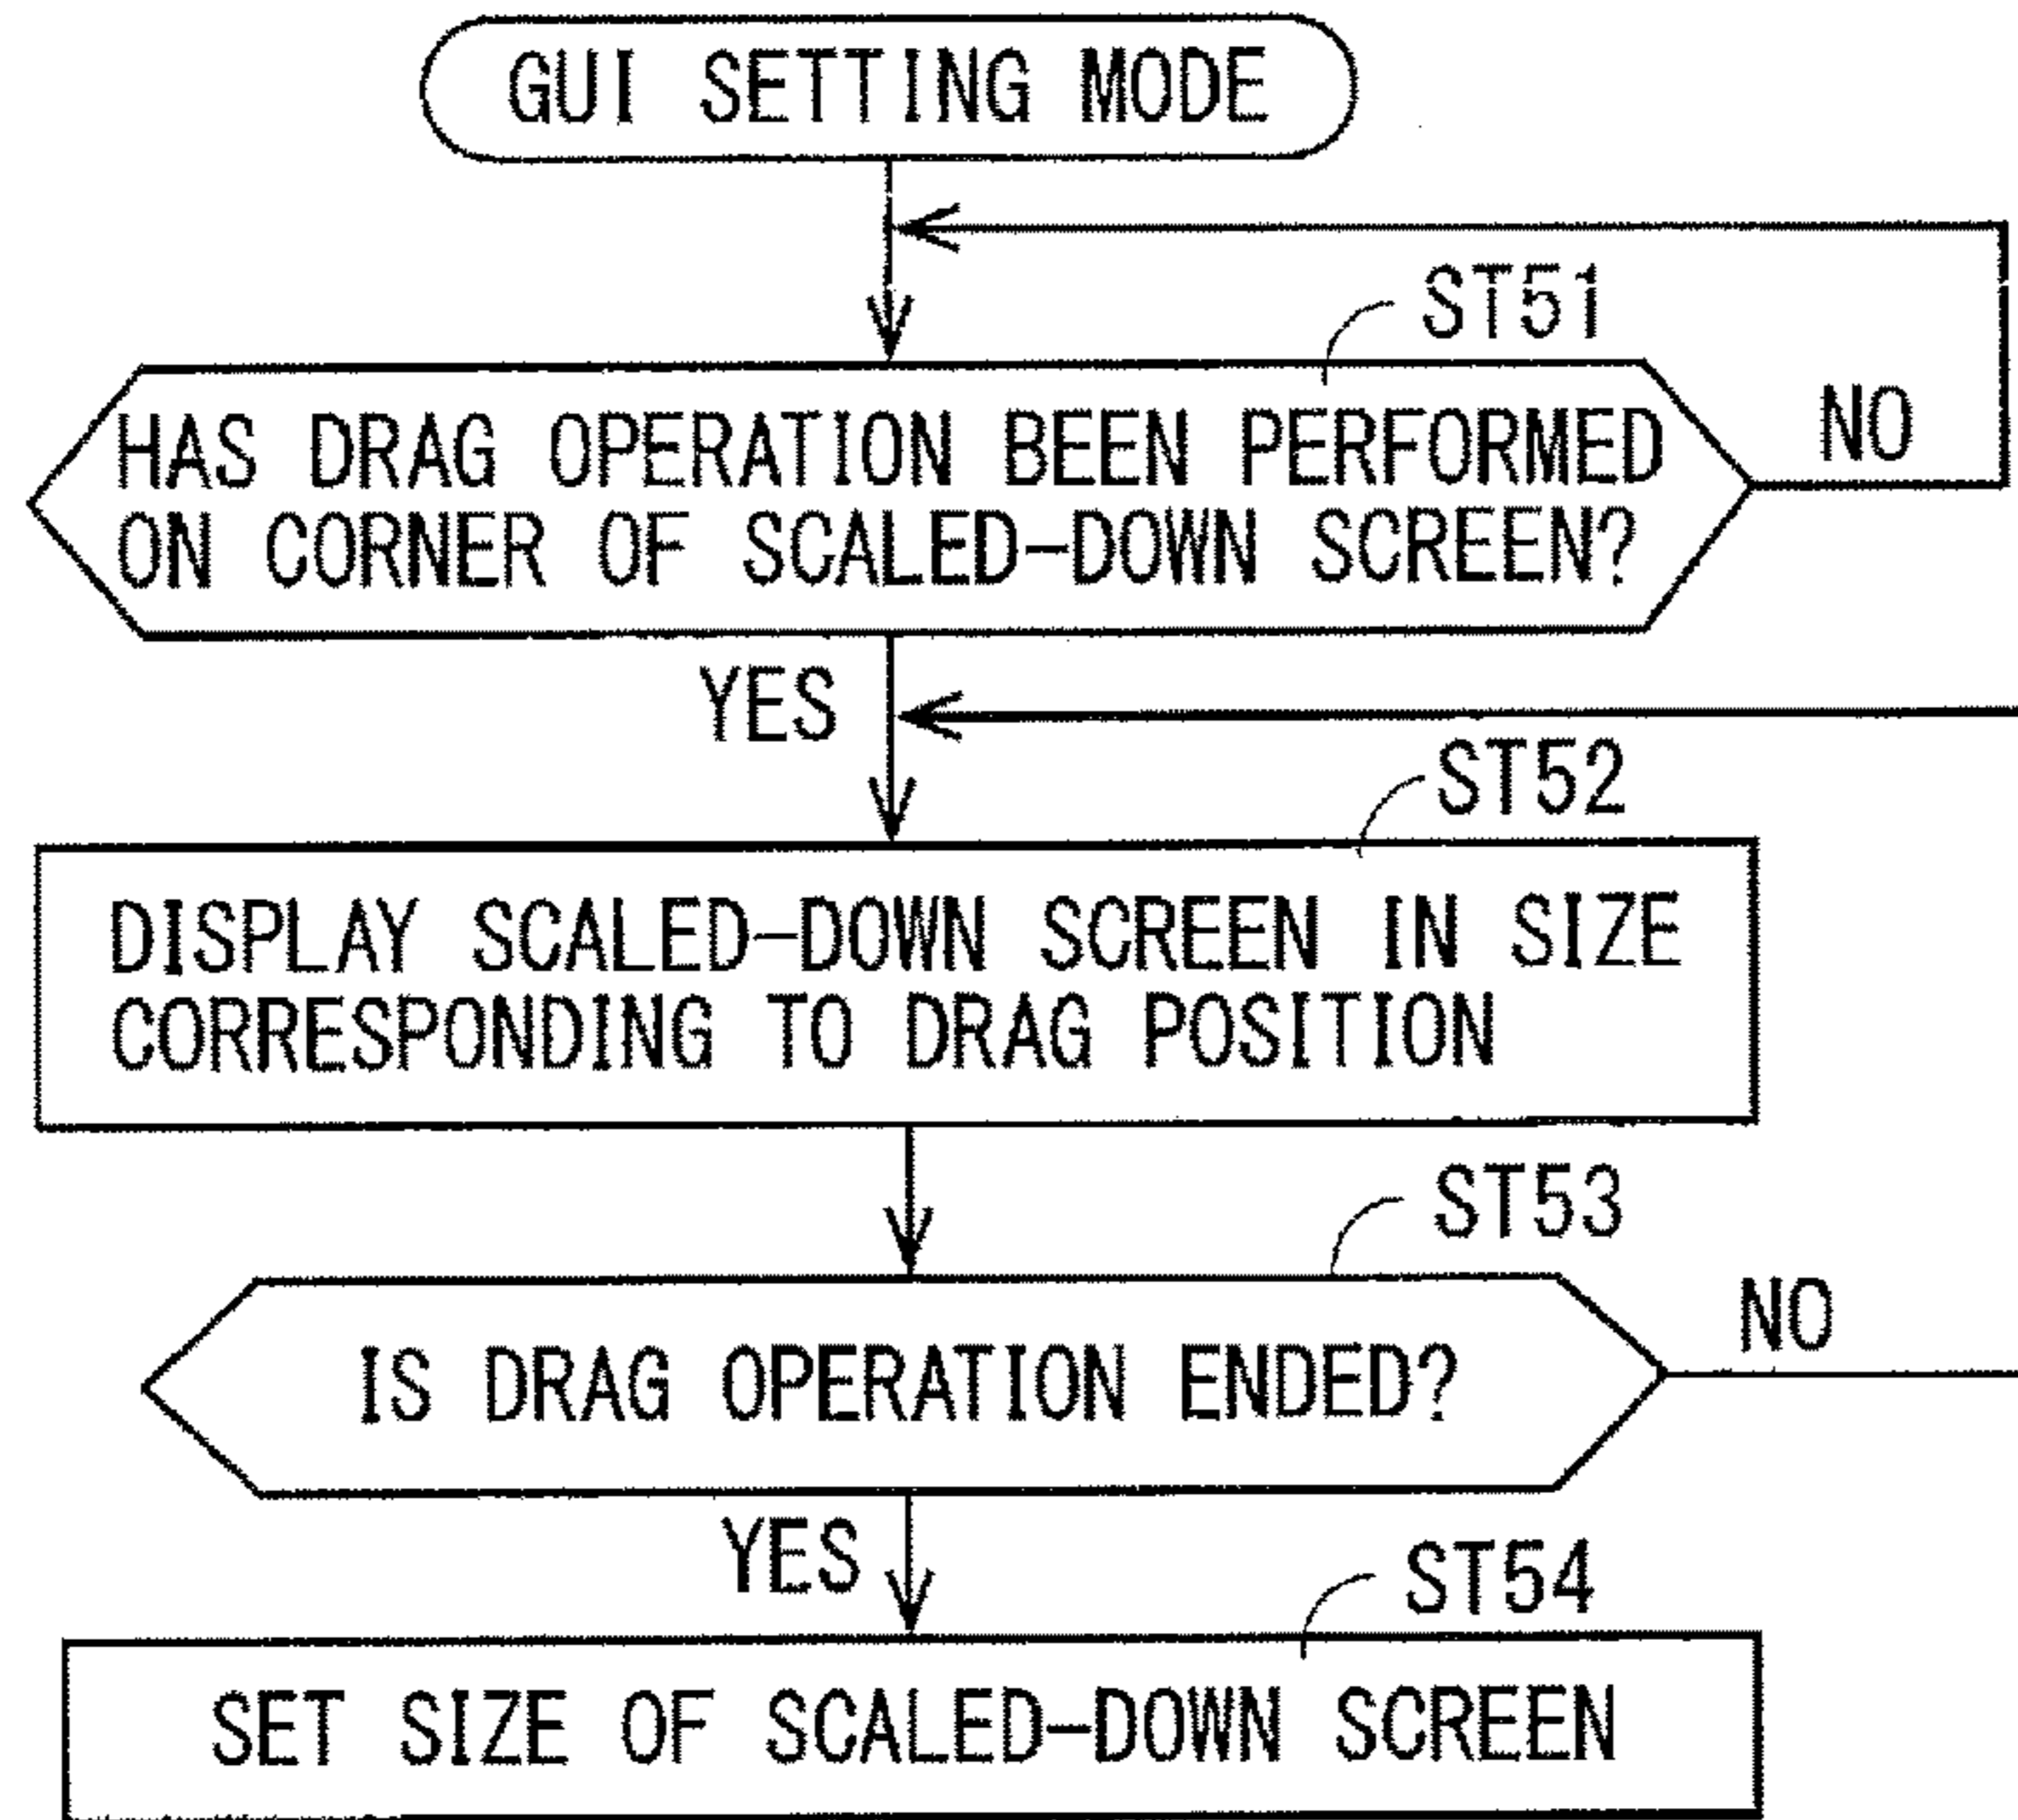 GUI SETTING MODE
ST51
HAS DRAG OPERATION BEEN PERFORMED
ON CORNER OF SCALED-DOWN SCREEN?
NO
YES
ST52
DISPLAY SCALED-DOWN SCREEN IN SIZE
CORRESPONDING TO DRAG POSITION
ST53
IS DRAG OPERATION ENDED?
NO
YES
ST54
SET SIZE OF SCALED-DOWN SCREEN